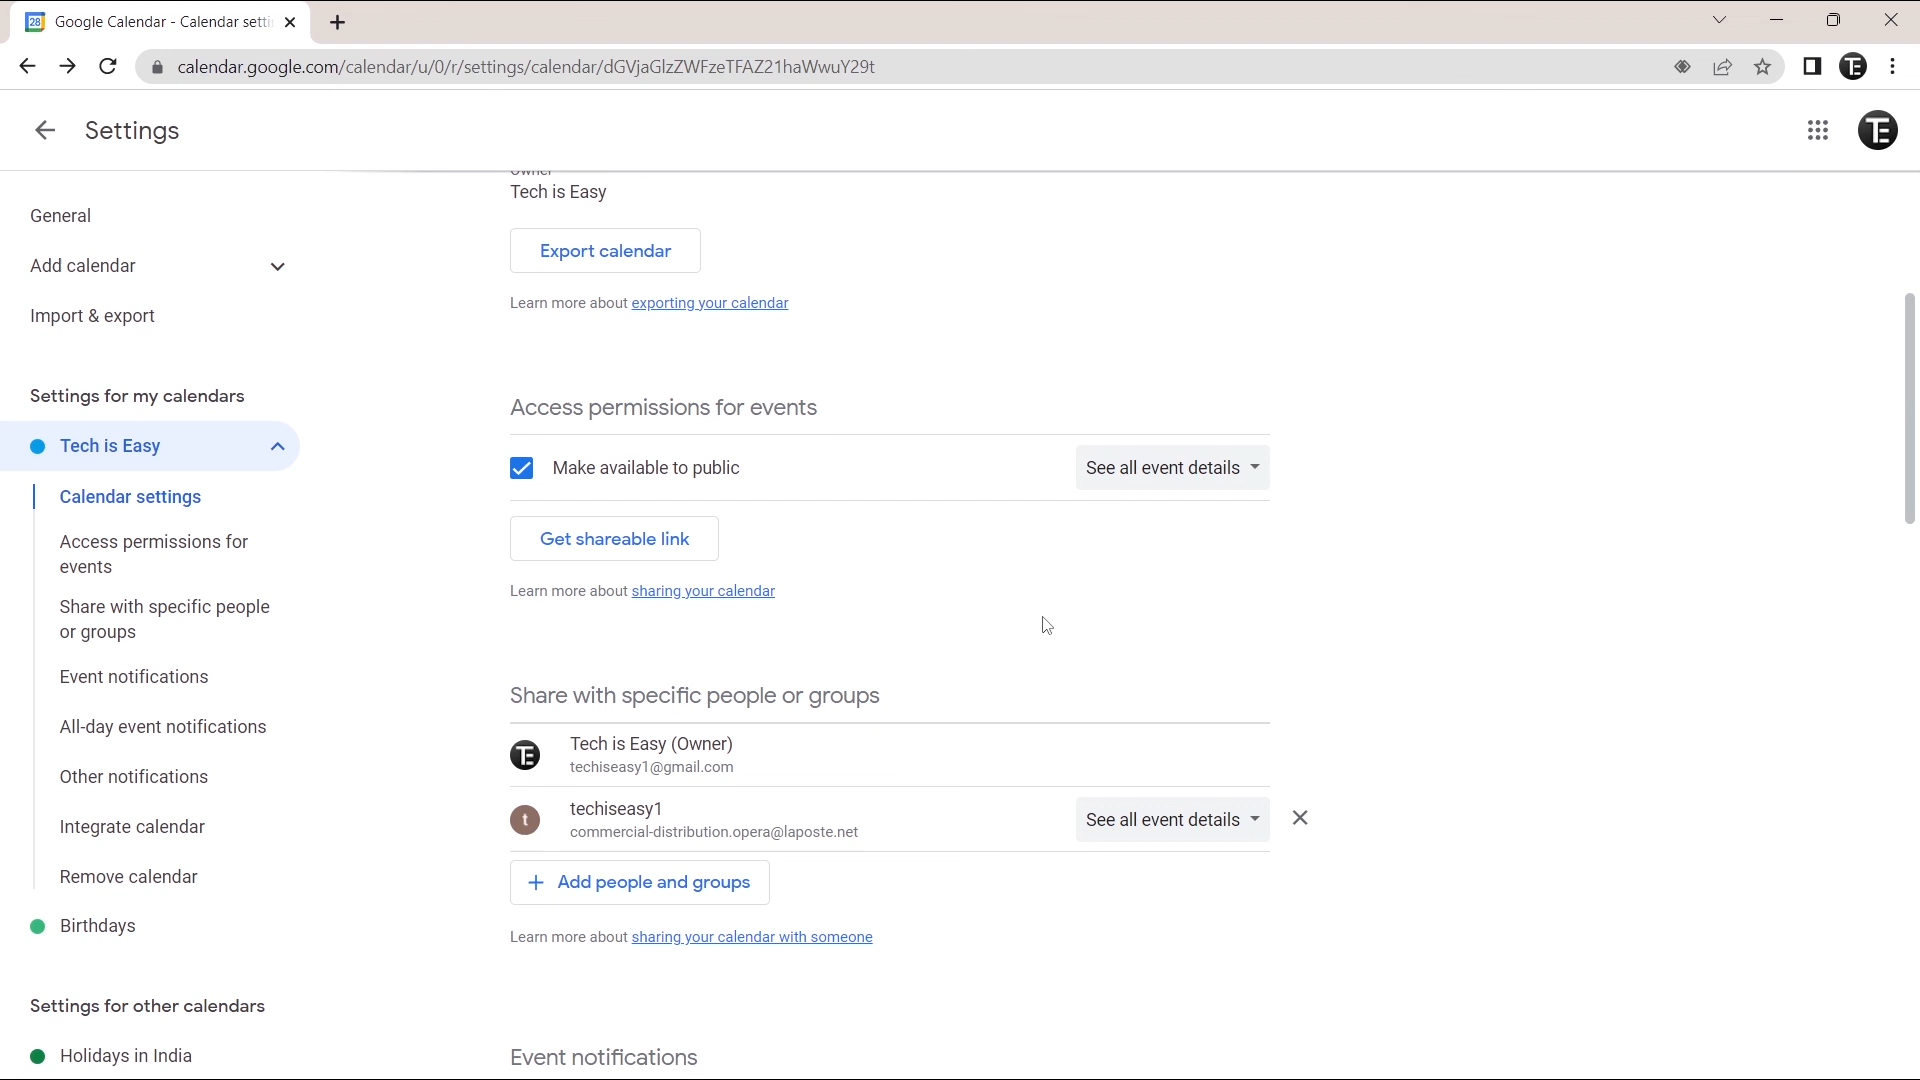 28 Google Calendar - Calendar setti
calendar.google.com/calendar/u/0/r/settings/calendar/dGVjaGlzZWFzeTFAZ21haWwuY29t
TE
Settings
TE
General
Add calendar
Import & export
Settings for my calendars
Tech is Easy
Calendar settings
Access permissions for
events
Share with specific people
or groups
Event notifications
All-day event notifications
Other notifications
Integrate calendar
Remove calendar
Birthdays
Settings for other calendars
Holidays in India
Owner
Tech is Easy
Export calendar
Learn more about exporting your calendar
Access permissions for events
Make available to public
See all event details
Get shareable link
Learn more about sharing your calendar
Share with specific people or groups
TE
Tech is Easy (Owner)
techiseasy1@gmail.com
t
techiseasy1
commercial-distribution.opera@laposte.net
See all event details
+ Add people and groups
Learn more about sharing your calendar with someone
Event notifications